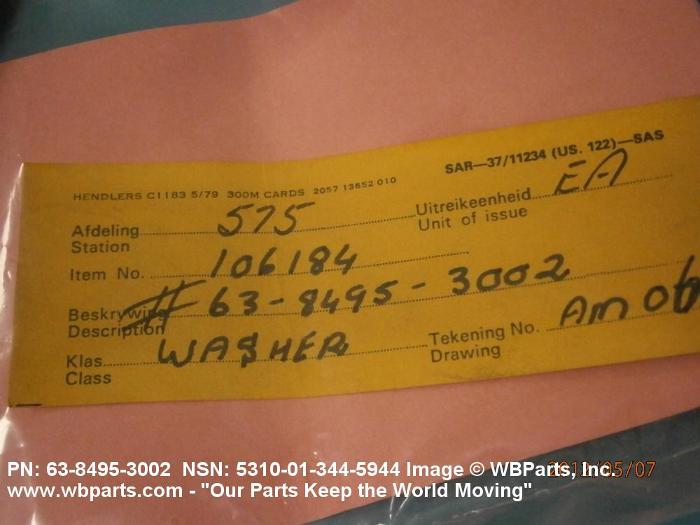 SAR—37/11234 (US. 122)—SAS
HENDLERS C1183 5/79 300M CARDS 2057 13652 010
Afdeling 575 Uitreikeenheid EA
Station Unit of issue
Item No. 106184
Beskrywing # 63-8495-3002
Description
Klas WASHER Tekening No. AM06
Class Drawing
PN: 63-8495-3002 NSN: 5310-01-344-5944 Image © WBParts, Inc.
www.wbparts.com - "Our Parts Keep the World Moving"